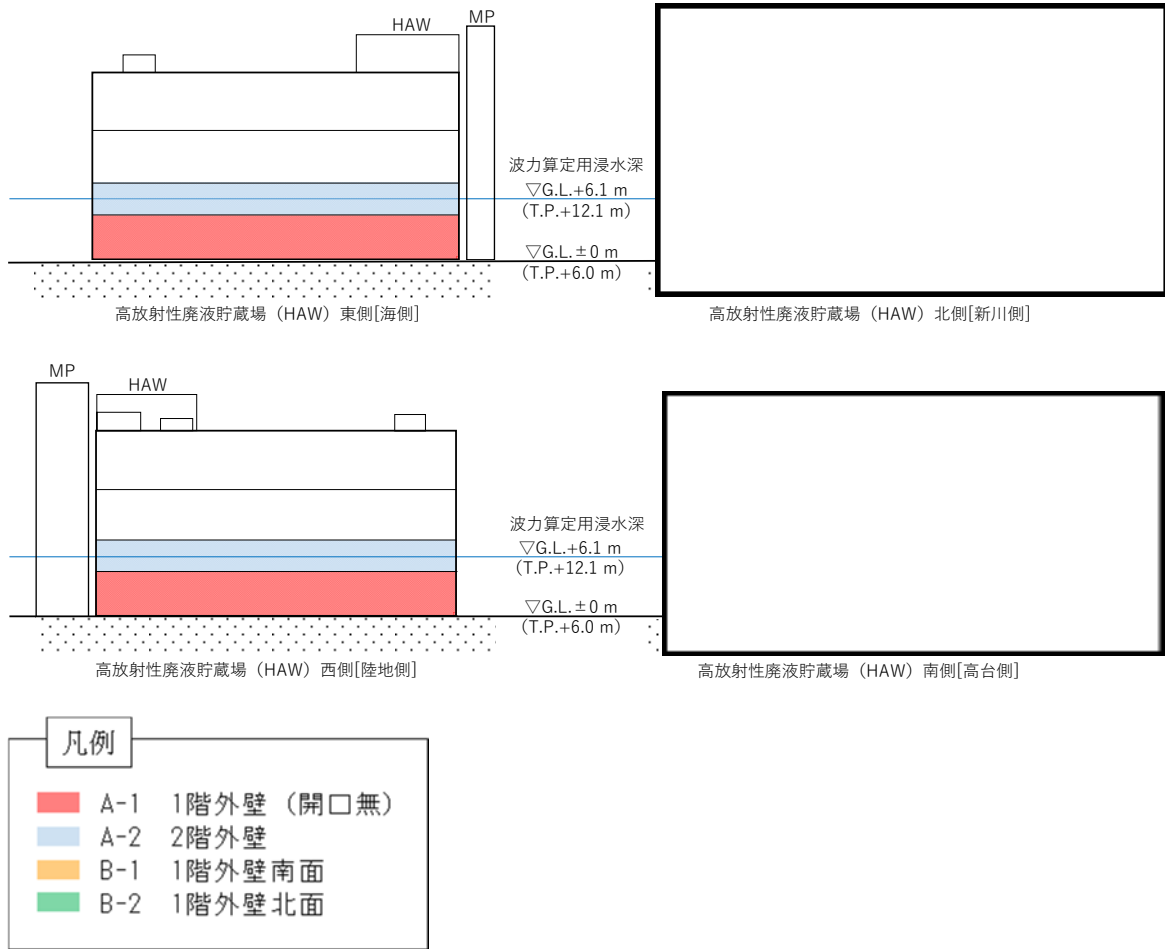 HAW
MP
波力算定用浸水深
▽G.L.+6.1 m
(T.P.+12.1 m)
▽G.L.±0 m
(T.P.+6.0 m)
高放射性廃液貯蔵場（HAW）東側[海側]
高放射性廃液貯蔵場（HAW）北側[新川側]
MP
HAW
波力算定用浸水深
▽G.L.+6.1 m
(T.P.+12.1 m)
▽G.L.±0 m
(T.P.+6.0 m)
高放射性廃液貯蔵場（HAW）西側[陸地側]
高放射性廃液貯蔵場（HAW）南側[高台側]
凡例
A-1 1階外壁（開口無）
A-2 2階外壁
B-1 1階外壁南面
B-2 1階外壁北面